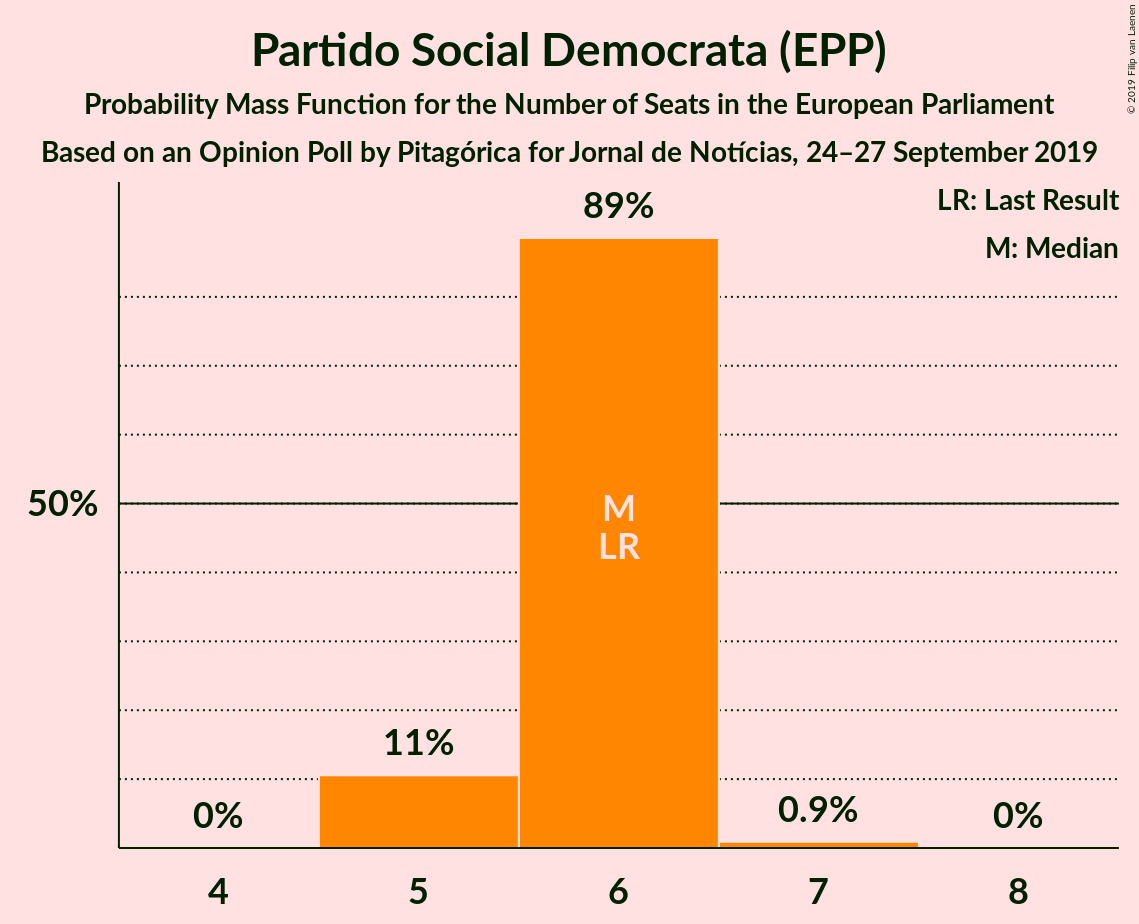 Partido Social Democrata (EPP)
Probability Mass Function for the Number of Seats in the European Parliament
Based on an Opinion Poll by Pitagórica for Jornal de Notícias, 24–27 September 2019
© 2019 Filip van Laenen
LR: Last Result
M: Median
89%
50%
M
LR
11%
0%
0.9%
0%
4
5
6
7
8